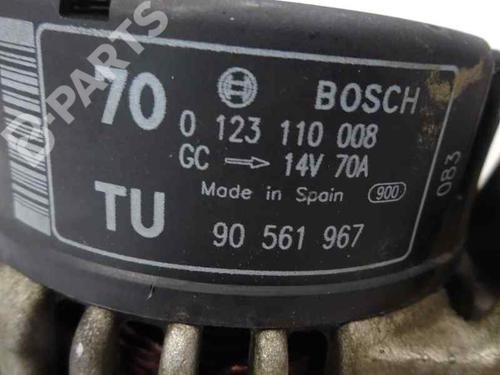 70 BOSCH
0 123 110 008
GC → 14V 70A
Made in Spain 900
TU 90 561 967
083
B PARTS